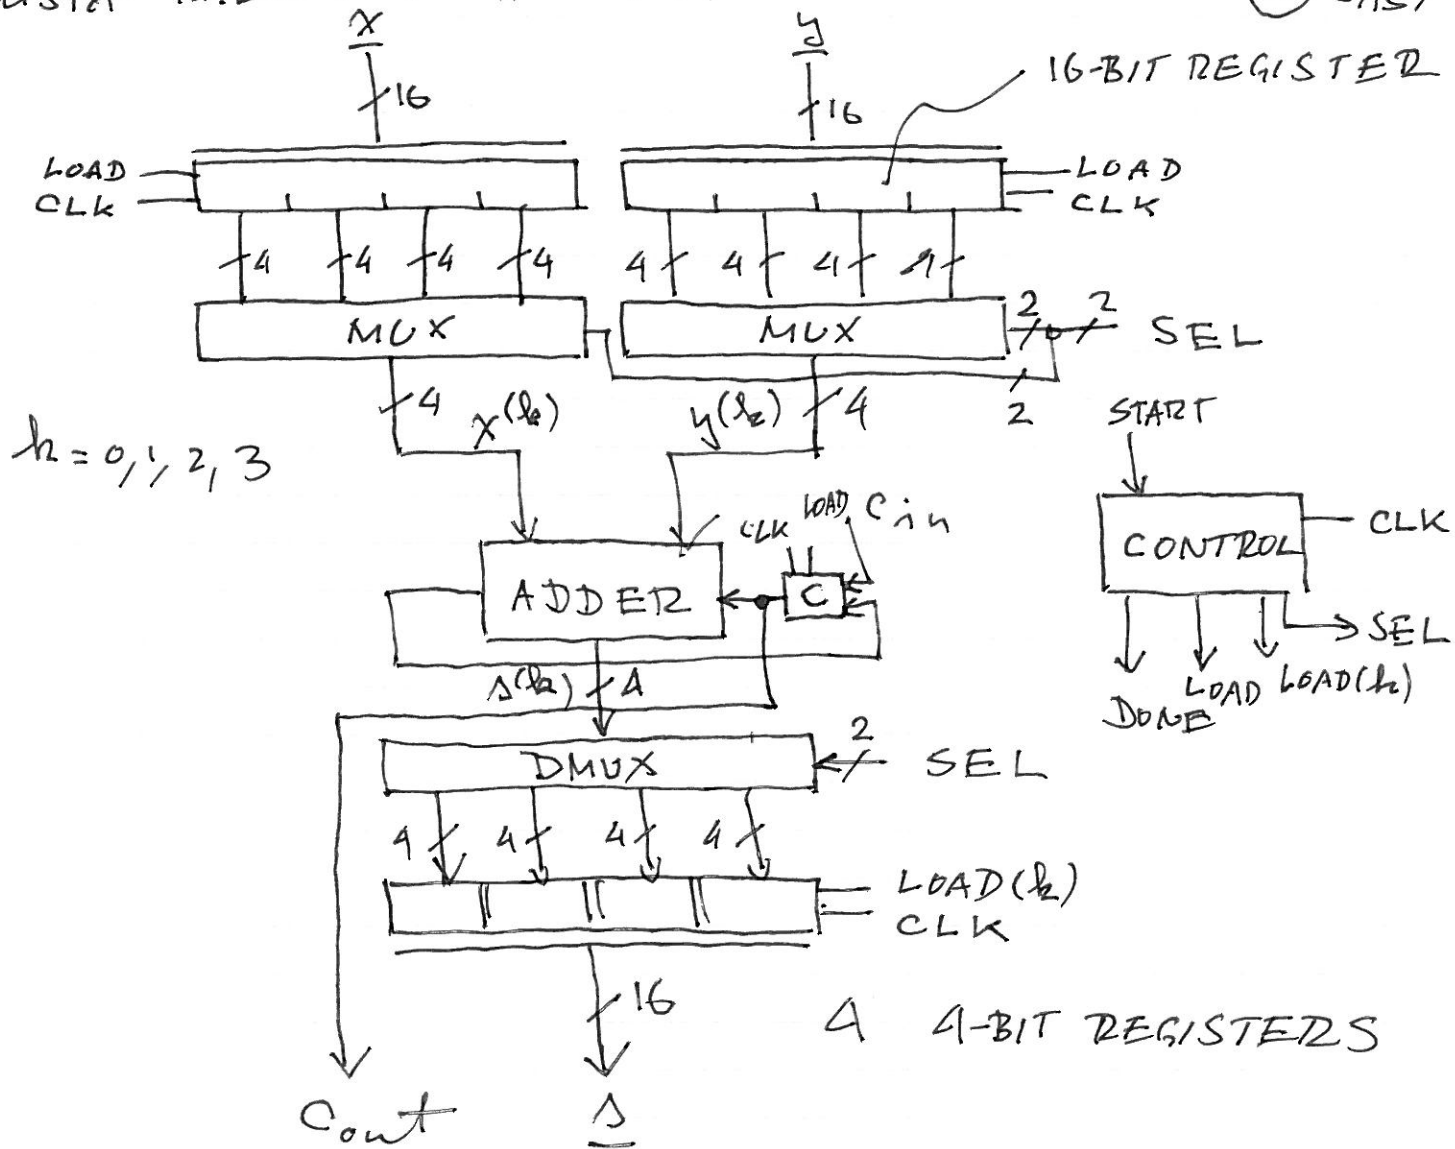 x
y
16-BIT REGISTER
16
16
LOAD
CLK
LOAD
CLK
4 4 4 4
4 4 4 4
MUX
MUX
2 2 SEL
2
4
x(k)
y(k)
4
k = 0, 1, 2, 3
START
CONTROL
CLK
SEL
DONE
LOAD
LOAD(k)
CLK
LOAD
Cin
ADDER
C
s(k)
4
DMUX
2
SEL
4 4 4 4
LOAD(k)
CLK
16
4 4-BIT REGISTERS
Cout
s